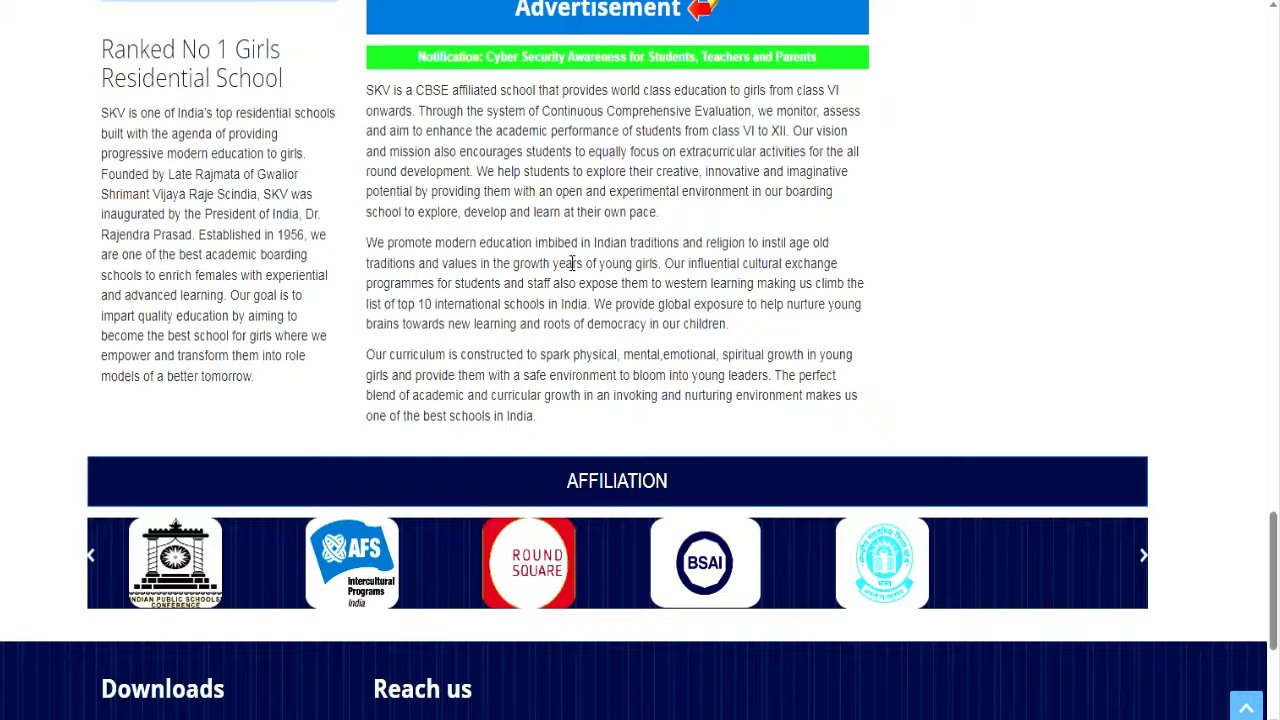 Advertisement
Notification: Cyber Security Awareness for Students, Teachers and Parents
Ranked No 1 Girls
Residential School
SKV is one of India's top residential schools
built with the agenda of providing
progressive modern education to girls.
Founded by Late Rajmata of Gwalior
Shrimant Vijaya Raje Scindia, SKV was
inaugurated by the President of India, Dr.
Rajendra Prasad. Established in 1956, we
are one of the best academic boarding
schools to enrich females with experiential
and advanced learning. Our goal is to
impart quality education by aiming to
become the best school for girls where we
empower and transform them into role
models of a better tomorrow.
SKV is a CBSE affiliated school that provides world class education to girls from class VI
onwards. Through the system of Continuous Comprehensive Evaluation, we monitor, assess
and aim to enhance the academic performance of students from class VI to XII. Our vision
and mission also encourages students to equally focus on extracurricular activities for the all
round development. We help students to explore their creative, innovative and imaginative
potential by providing them with an open and experimental environment in our boarding
school to explore, develop and learn at their own pace.
We promote modern education imbibed in Indian traditions and religion to instil age old
traditions and values in the growth years of young girls. Our influential cultural exchange
programmes for students and staff also expose them to western learning making us climb the
list of top 10 international schools in India. We provide global exposure to help nurture young
brains towards new learning and roots of democracy in our children.
Our curriculum is constructed to spark physical, mental,emotional, spiritual growth in young
girls and provide them with a safe environment to bloom into young leaders. The perfect
blend of academic and curricular growth in an invoking and nurturing environment makes us
one of the best schools in India.
AFFILIATION
INDIAN PUBLIC SCHOOLS
CONFERENCE
AFS
Intercultural
Programs
India
ROUND
SQUARE
BSAI
Downloads
Reach us